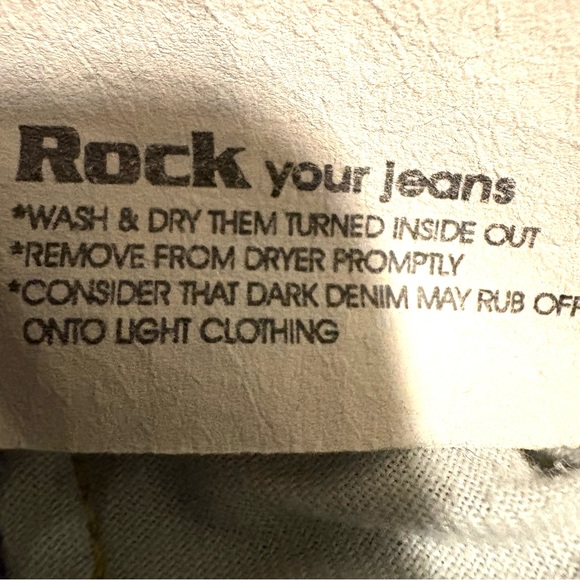 Rock your jeans
*WASH & DRY THEM TURNED INSIDE OUT
*REMOVE FROM DRYER PROMPTLY
*CONSIDER THAT DARK DENIM MAY RUB OFF
ONTO LIGHT CLOTHING